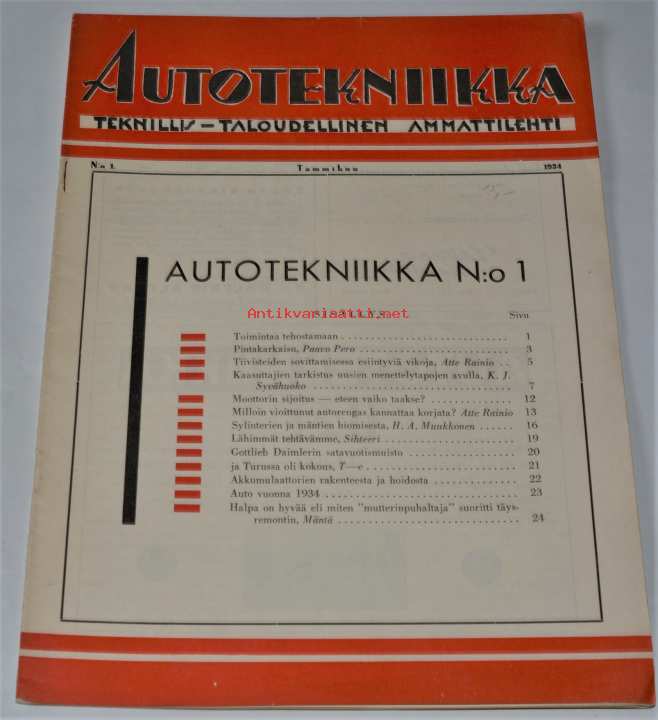 AUTOTEKNIIKKA
TEKNILLIS – TALOUDELLINEN AMMATTILEHTI
N:o 1. Tammikuu 1934
AUTOTEKNIIKKA N:o 1
Antikvariaatti.net
SISÄLLYS: Sivu
Toimintaa tehostamaan 1
Pintakarkaisu, Paavo Pero 3
Tiivisteiden sovittamisessa esiintyviä vikoja, Atte Rainio 5
Kaasuttajien tarkistus uusien menettelytapojen avulla, K. J.
Syvähuoko 7
Moottorin sijoitus — eteen vaiko taakse? 12
Milloin vioittunut autorengas kannattaa korjata? Atte Rainio 13
Sylinterien ja mäntien hiomisesta, H. A. Muukkonen 16
Lähimmät tehtävämme, Sihteeri 19
Gottlieb Daimlerin satavuotismuisto 20
ja Turussa oli kokous, T—e 21
Akkumulaattorien rakenteesta ja hoidosta 22
Auto vuonna 1934 23
Halpa on hyvää eli miten "mutterinpuhaltaja" suoritti täys-
remontin, Mäntä 24